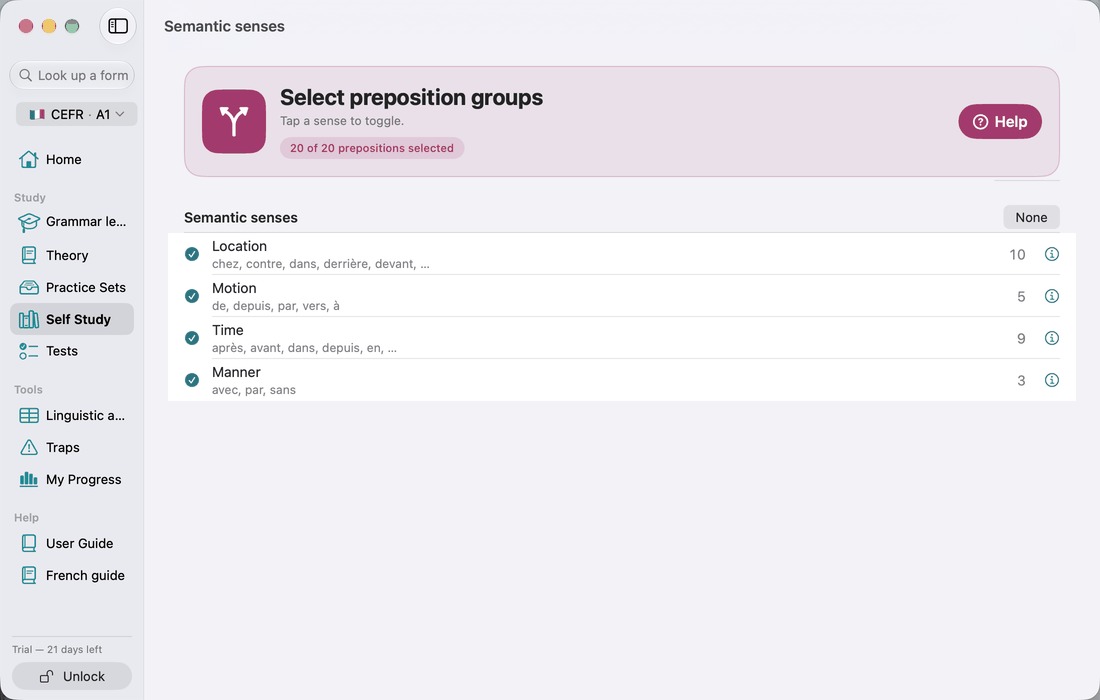 Semantic senses
Look up a form
CEFR · A1
Home
Study
Grammar le...
Theory
Practice Sets
Self Study
Tests
Tools
Linguistic a...
Traps
My Progress
Help
User Guide
French guide
Trial — 21 days left
Unlock
Select preposition groups
Tap a sense to toggle.
20 of 20 prepositions selected
Help
Semantic senses
None
Location
chez, contre, dans, derrière, devant, ...
10
Motion
de, depuis, par, vers, à
5
Time
après, avant, dans, depuis, en, ...
9
Manner
avec, par, sans
3